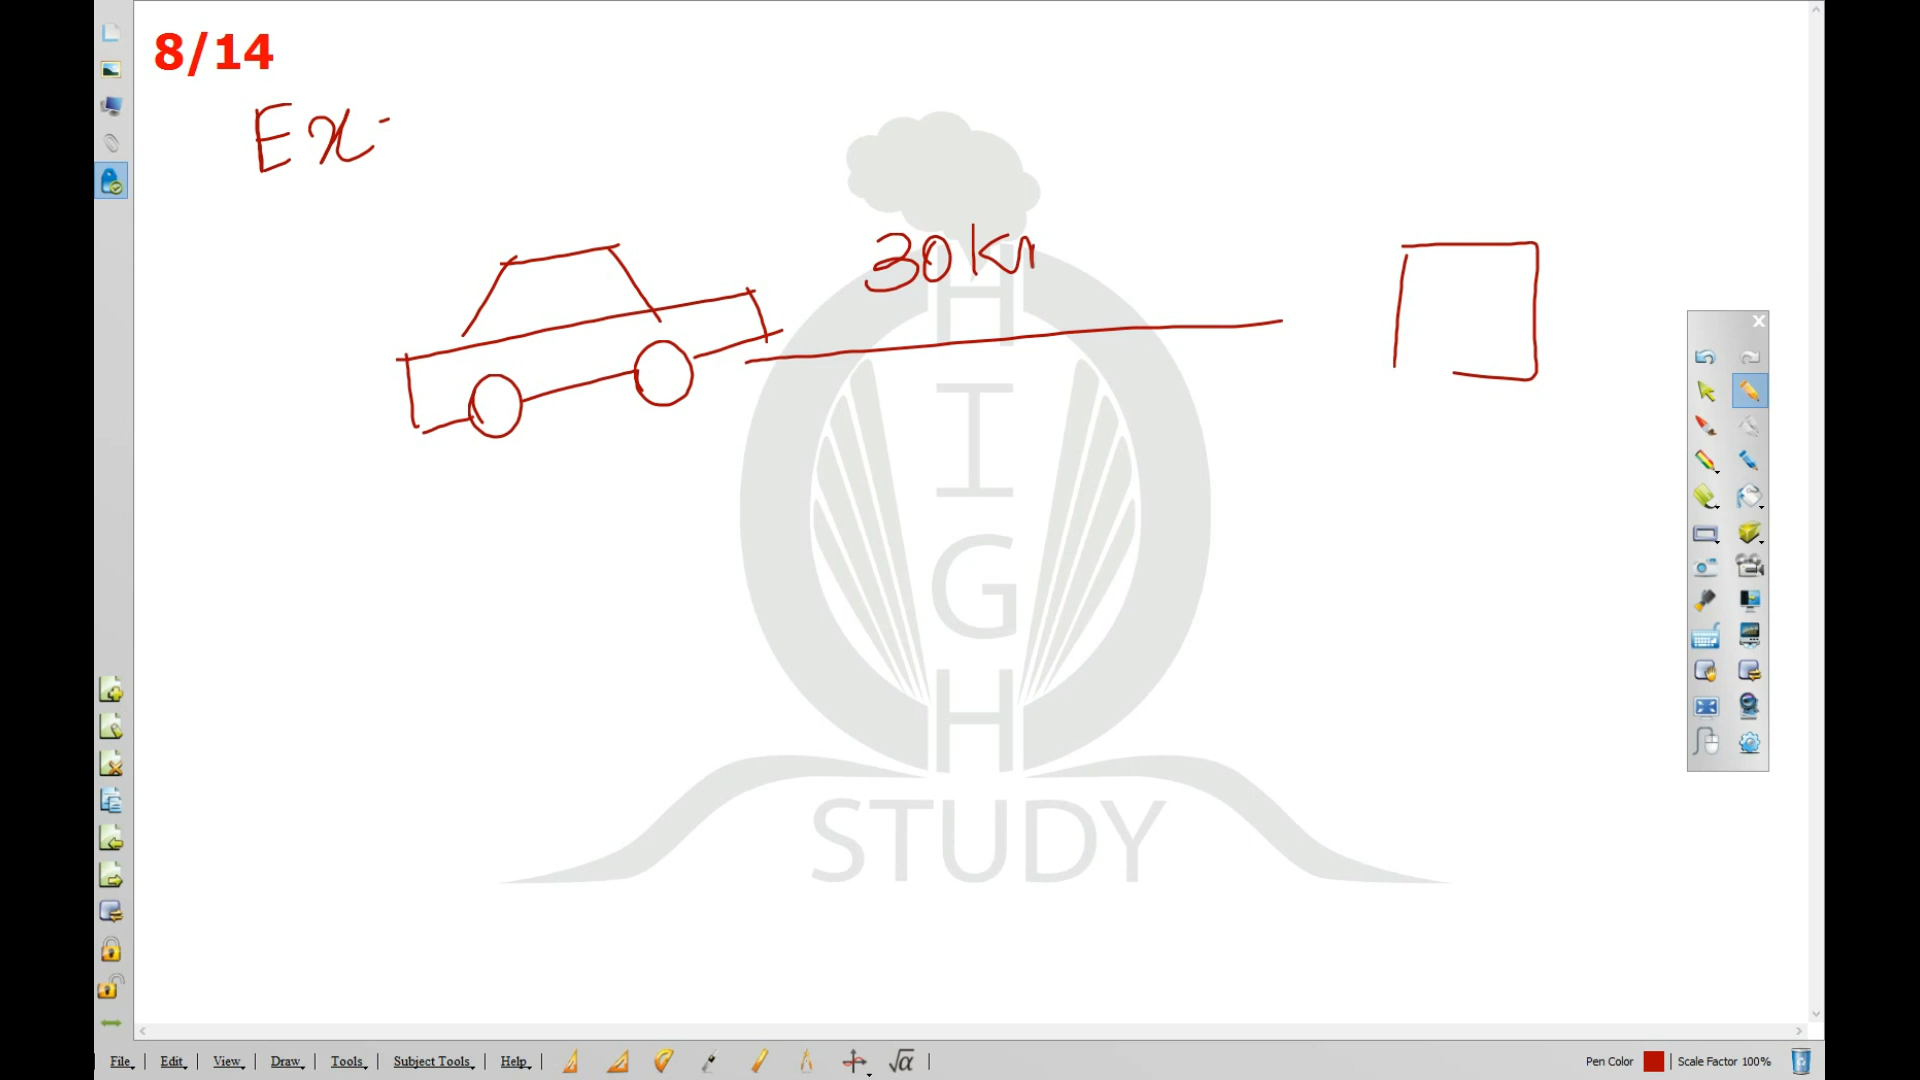 8/14
Ex-
30 Km
HIGH
STUDY
File
Edit
View
Draw
Tools
Subject Tools
Help
√α
Pen Color
Scale Factor 100%